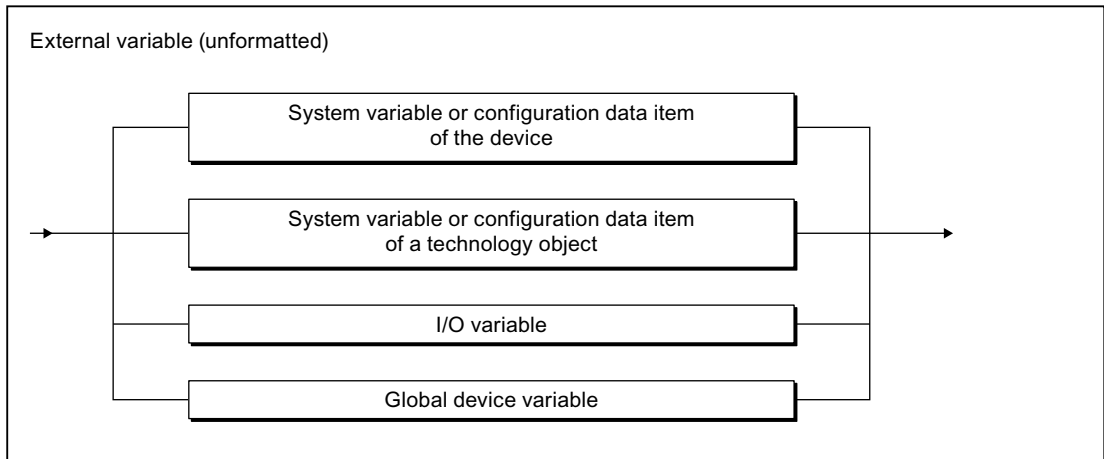 External variable (unformatted)
System variable or configuration data item
of the device
System variable or configuration data item
of a technology object
I/O variable
Global device variable